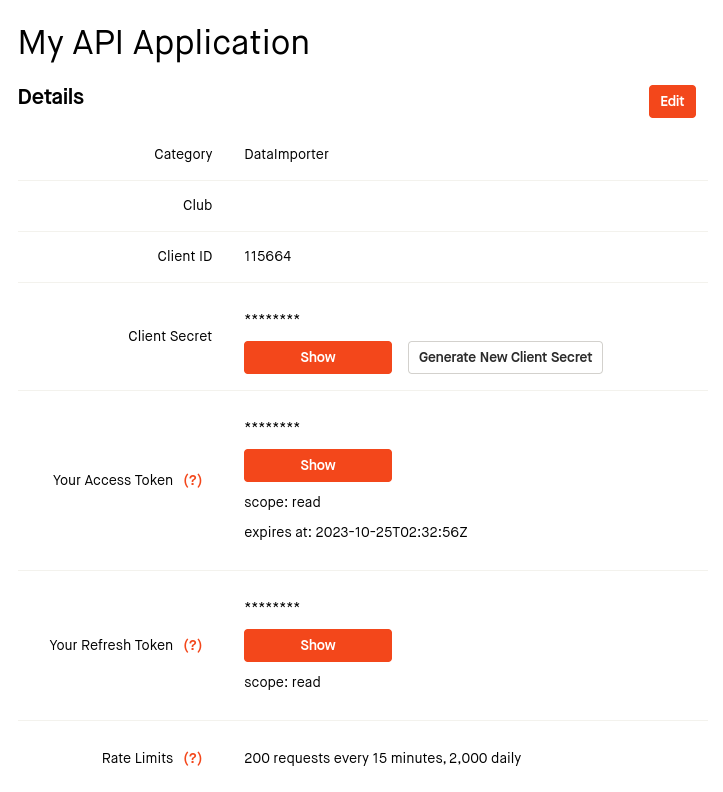 My API Application
Details
Edit
Category DataImporter
Club
Client ID 115664
********
Client Secret
Show Generate New Client Secret
********
Show
Your Access Token (?)
scope: read
expires at: 2023-10-25T02:32:56Z
********
Your Refresh Token (?) Show
scope: read
Rate Limits (?) 200 requests every 15 minutes, 2,000 daily